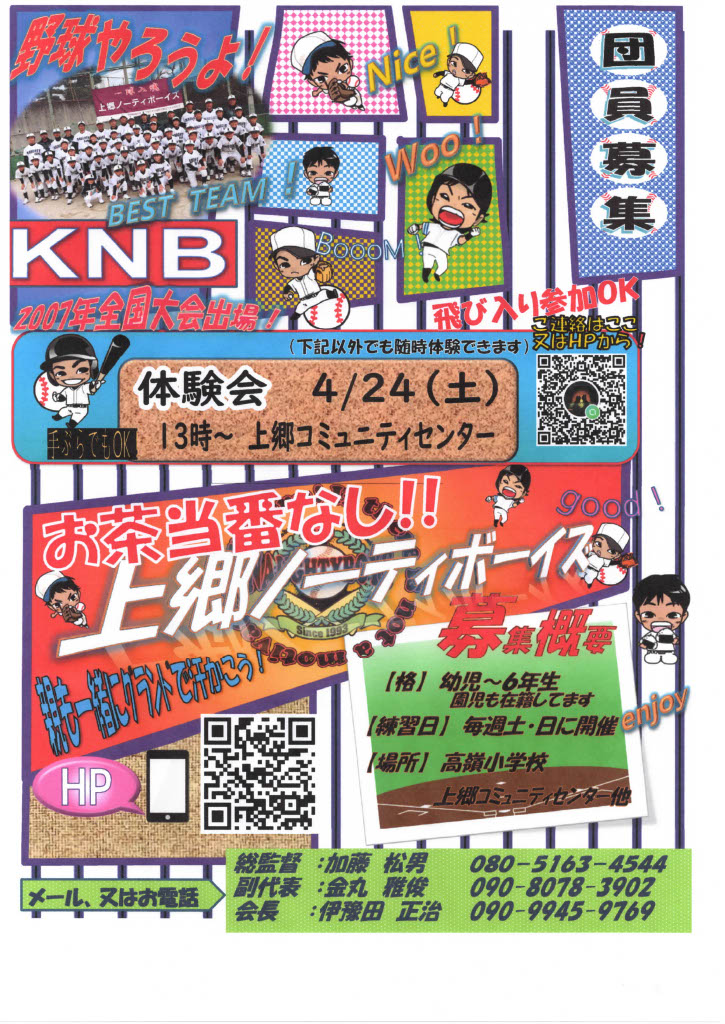 野球やろうよ！
一球入魂
上郷ノーティボーイズ
BEST TEAM！
KNB
2007年全国大会出場！
Nice！
Woo！
BoooM！
団員募集
飛び入り参加OK
ご連絡はここ
又はHPから！
(下記以外でも随時体験できます)
体験会 4/24(土)
13時～ 上郷コミュニティセンター
手ぶらでもOK
お茶当番なし!!
good！
上郷ノーティボーイズ
Since 1993
親も一緒にグランドで汗かこう！
募集概要
【格】 幼児～6年生
園児も在籍してます
【練習日】 毎週土・日に開催
【場所】 高嶺小学校
上郷コミュニティセンター他
enjoy
HP
メール、又はお電話
総監督 :加藤 松男 080-5163-4544
副代表 :金丸 雅俊 090-8078-3902
会長 :伊豫田 正治 090-9945-9769